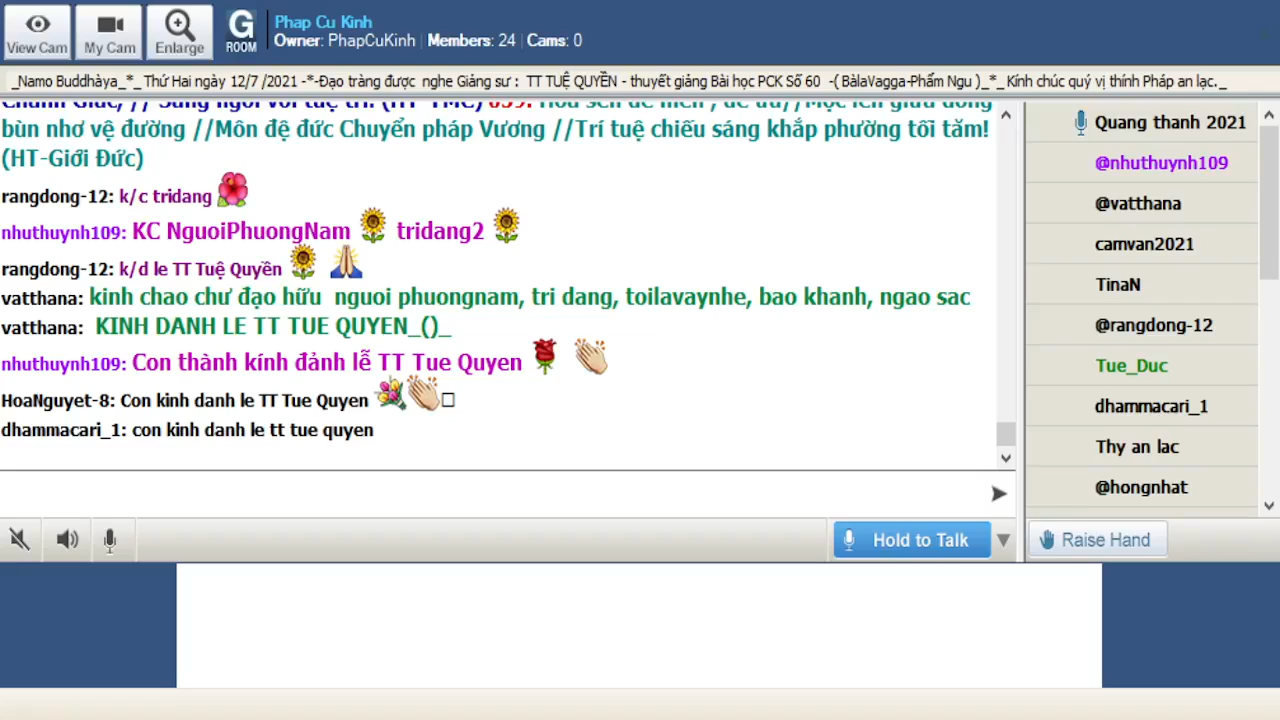 View Cam
My Cam
Enlarge
G
ROOM
Phap Cu Kinh
Owner: PhapCuKinh | Members: 24 | Cams: 0
_Namo Buddhàya_*_ Thứ Hai ngày 12/7 /2021 -*-Đạo tràng được nghe Giảng sư : TT TUỆ QUYỀN - thuyết giảng Bài học PCK Số 60 -( BàlaVagga-Phẩm Ngu )_*_Kính chúc quý vị thính Pháp an lạc._
bùn nhơ vệ đường //Môn đệ đức Chuyển pháp Vương //Trí tuệ chiếu sáng khắp phường tối tăm!
(HT-Giới Đức)
rangdong-12: k/c tridang
nhuthuynh109: KC NguoiPhuongNam tridang2
rangdong-12: k/d le TT Tuệ Quyền
vatthana: kinh chao chư đạo hữu nguoi phuongnam, tri dang, toilavaynhe, bao khanh, ngao sac
vatthana: KINH DANH LE TT TUE QUYEN_()_
nhuthuynh109: Con thành kính đảnh lễ TT Tue Quyen
HoaNguyet-8: Con kinh danh le TT Tue Quyen
dhammacari_1: con kinh danh le tt tue quyen
Quang thanh 2021
@nhuthuynh109
@vatthana
camvan2021
TinaN
@rangdong-12
Tue_Duc
dhammacari_1
Thy an lac
@hongnhat
Hold to Talk
Raise Hand